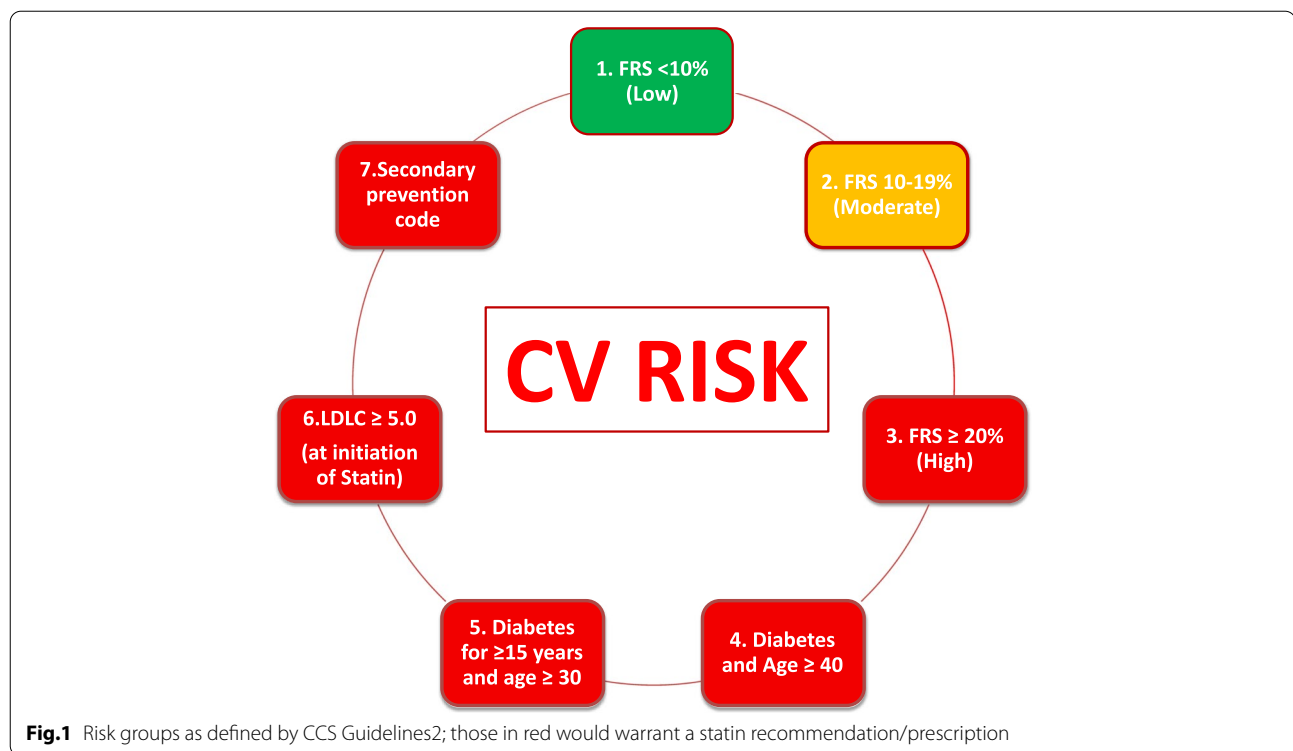 1. FRS <10%
(Low)
2. FRS 10-19%
(Moderate)
3. FRS ≥ 20%
(High)
4. Diabetes
and Age ≥ 40
5. Diabetes
for ≥15 years
and age ≥ 30
6.LDLC ≥ 5.0
(at initiation
of Statin)
7.Secondary
prevention
code
CV RISK
Fig.1 Risk groups as defined by CCS Guidelines2; those in red would warrant a statin recommendation/prescription